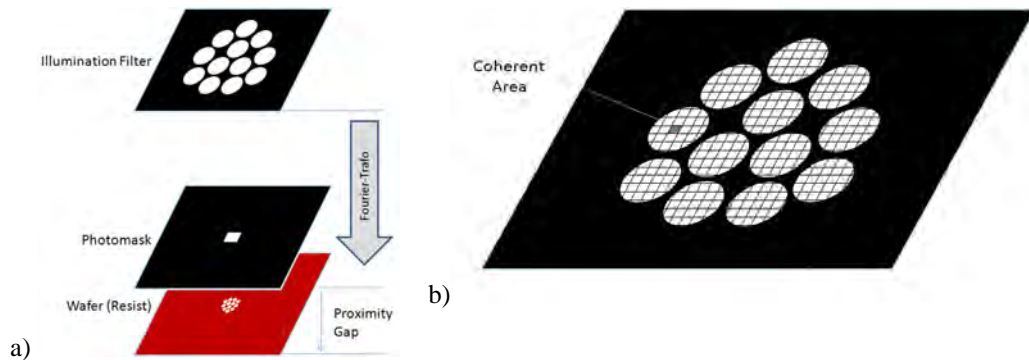 Illumination Filter
Fourier-Trafo
Photomask
Wafer (Resist)
Proximity
Gap
a)
Coherent
Area
b)